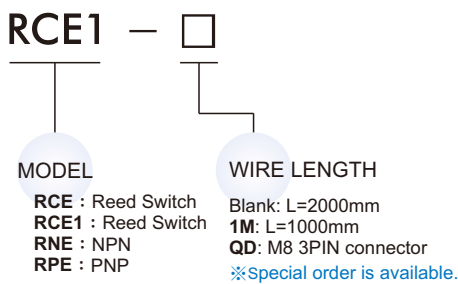 RCE1 – □
MODEL
RCE : Reed Switch
RCE1 : Reed Switch
RNE : NPN
RPE : PNP
WIRE LENGTH
Blank: L=2000mm
1M: L=1000mm
QD: M8 3PIN connector
※Special order is available.